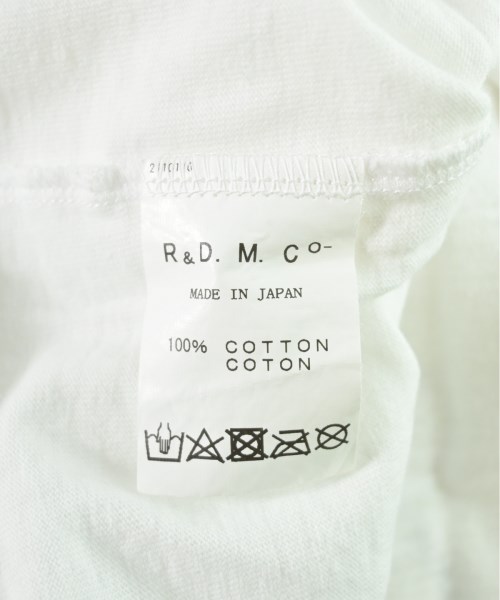 R&D. M. Co-
MADE IN JAPAN
100% COTTON
COTON